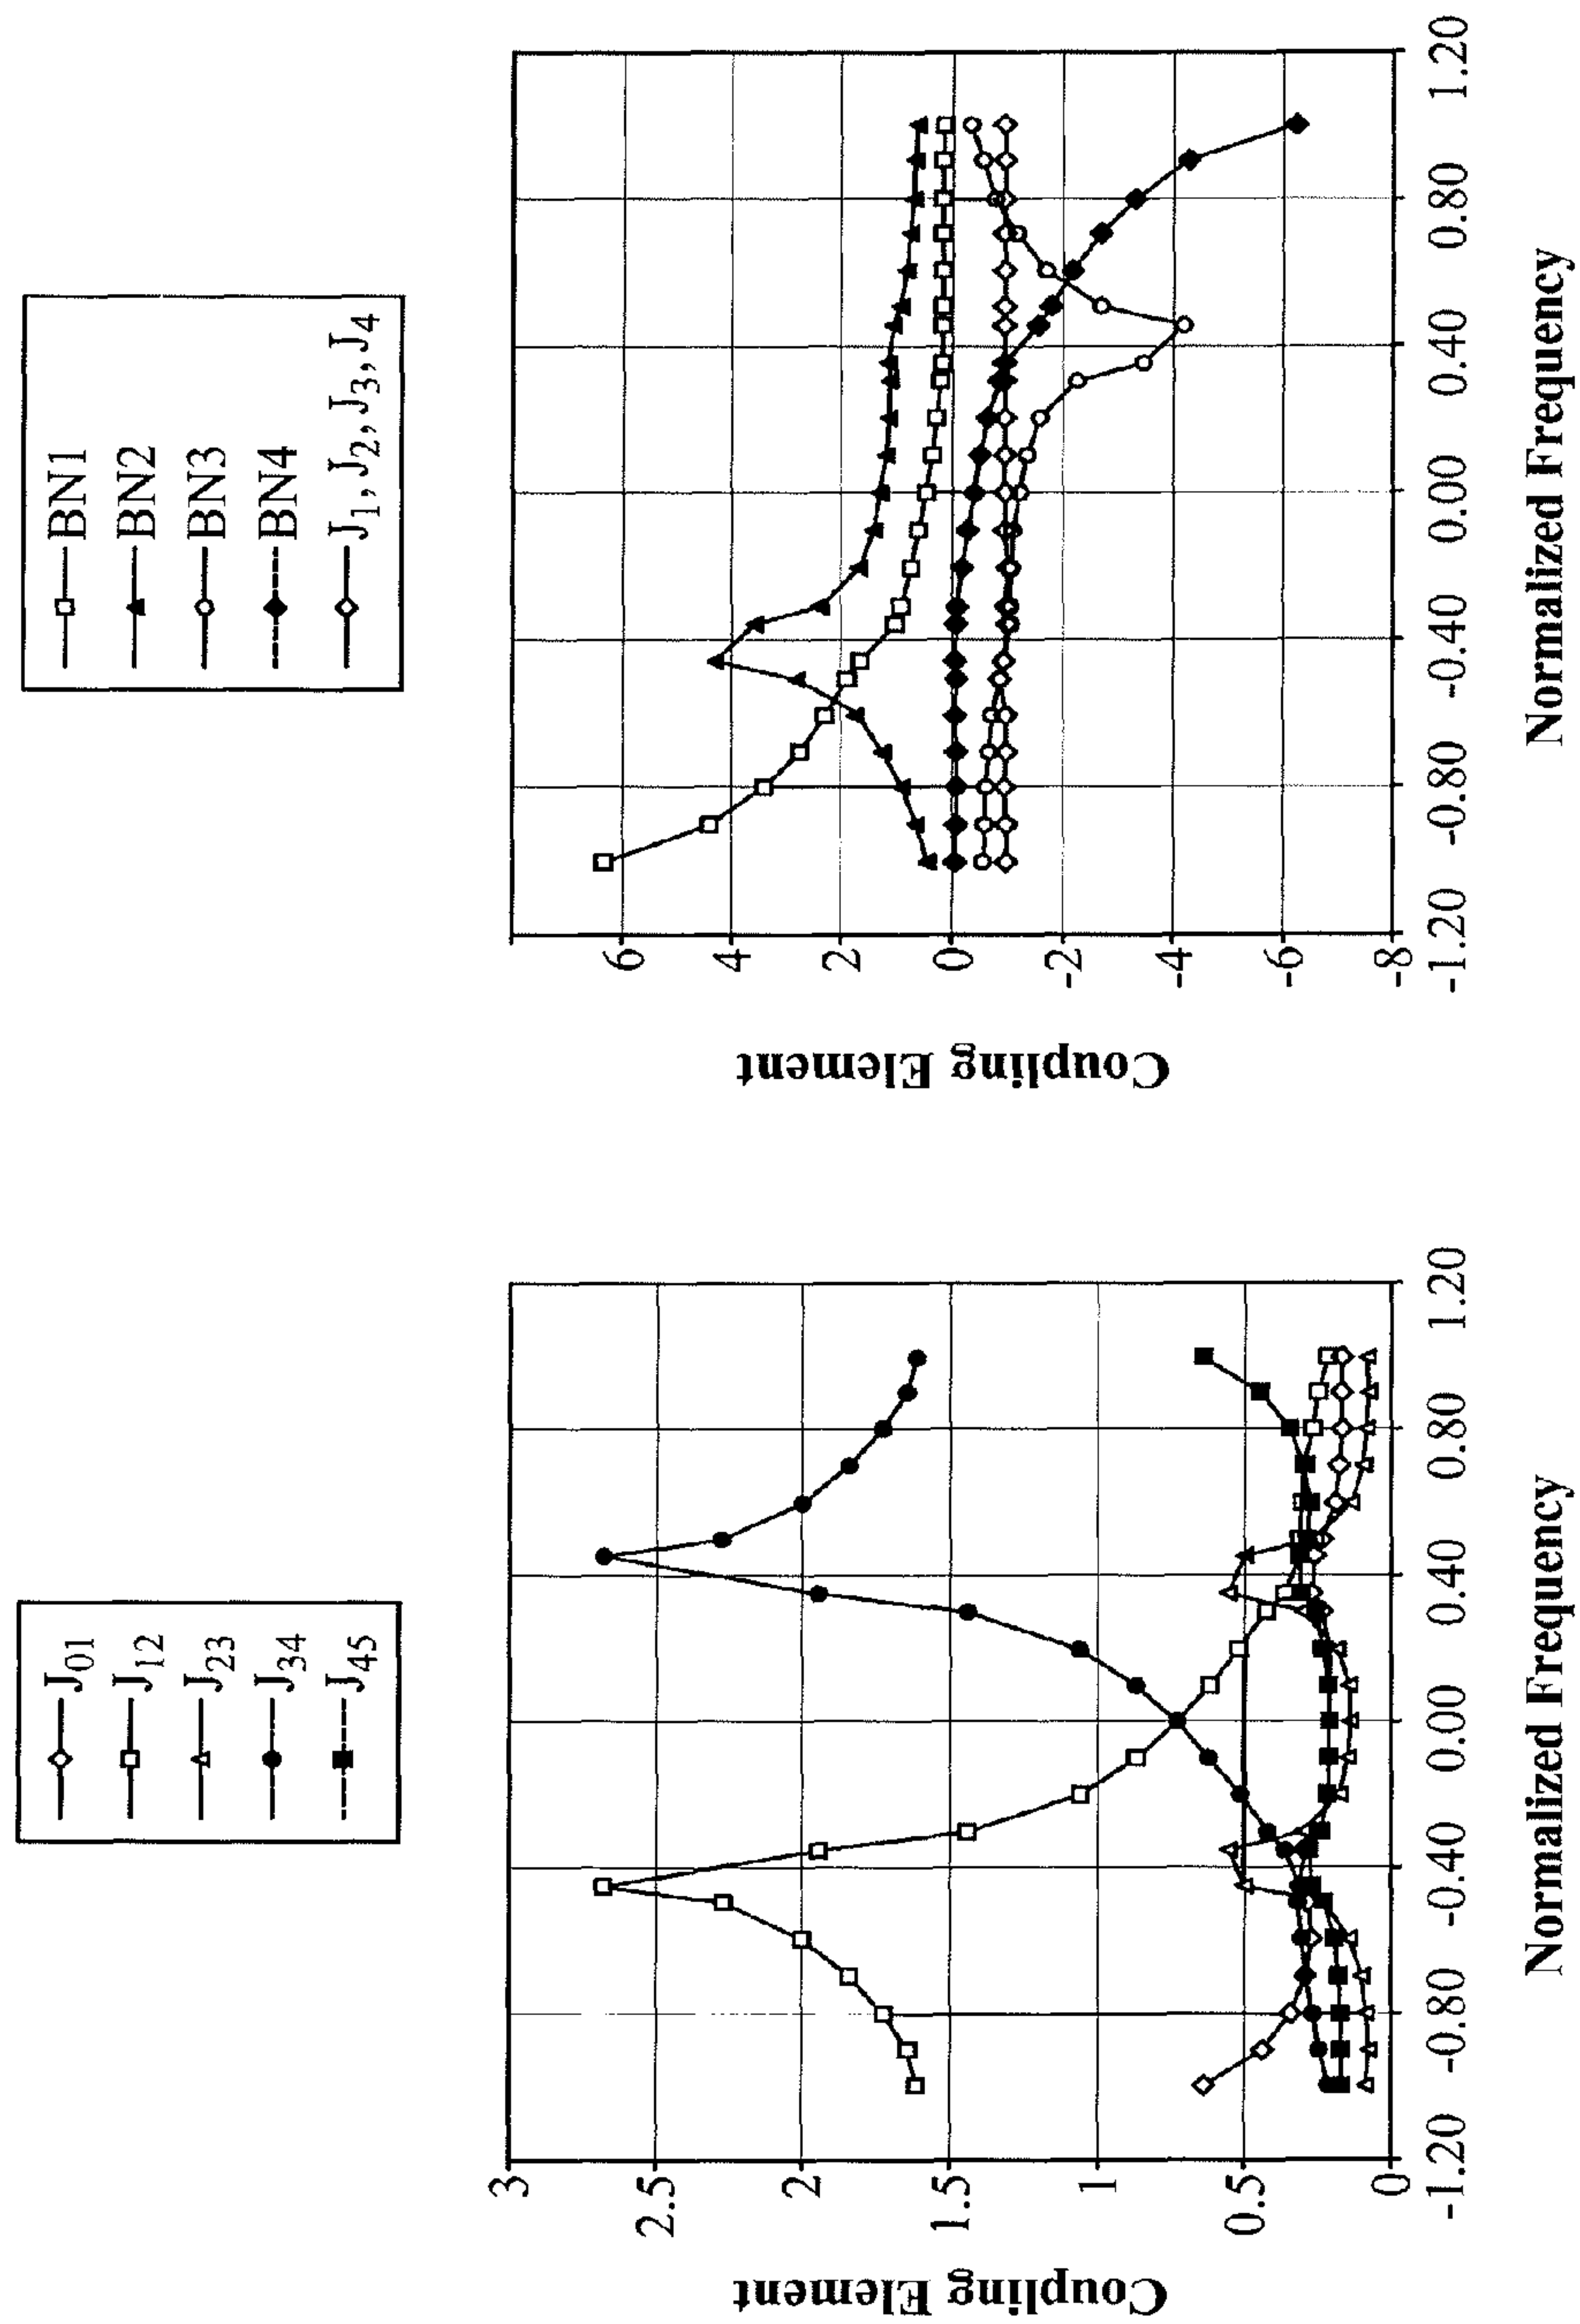 J01
J12
J23
J34
J45
Coupling Element
3
2.5
2
1.5
1
0.5
0
-1.20 -0.80 -0.40 0.00 0.40 0.80 1.20
Normalized Frequency
BN1
BN2
BN3
BN4
J1, J2, J3, J4
Coupling Element
6
4
2
0
-2
-4
-6
-8
-1.20 -0.80 -0.40 0.00 0.40 0.80 1.20
Normalized Frequency